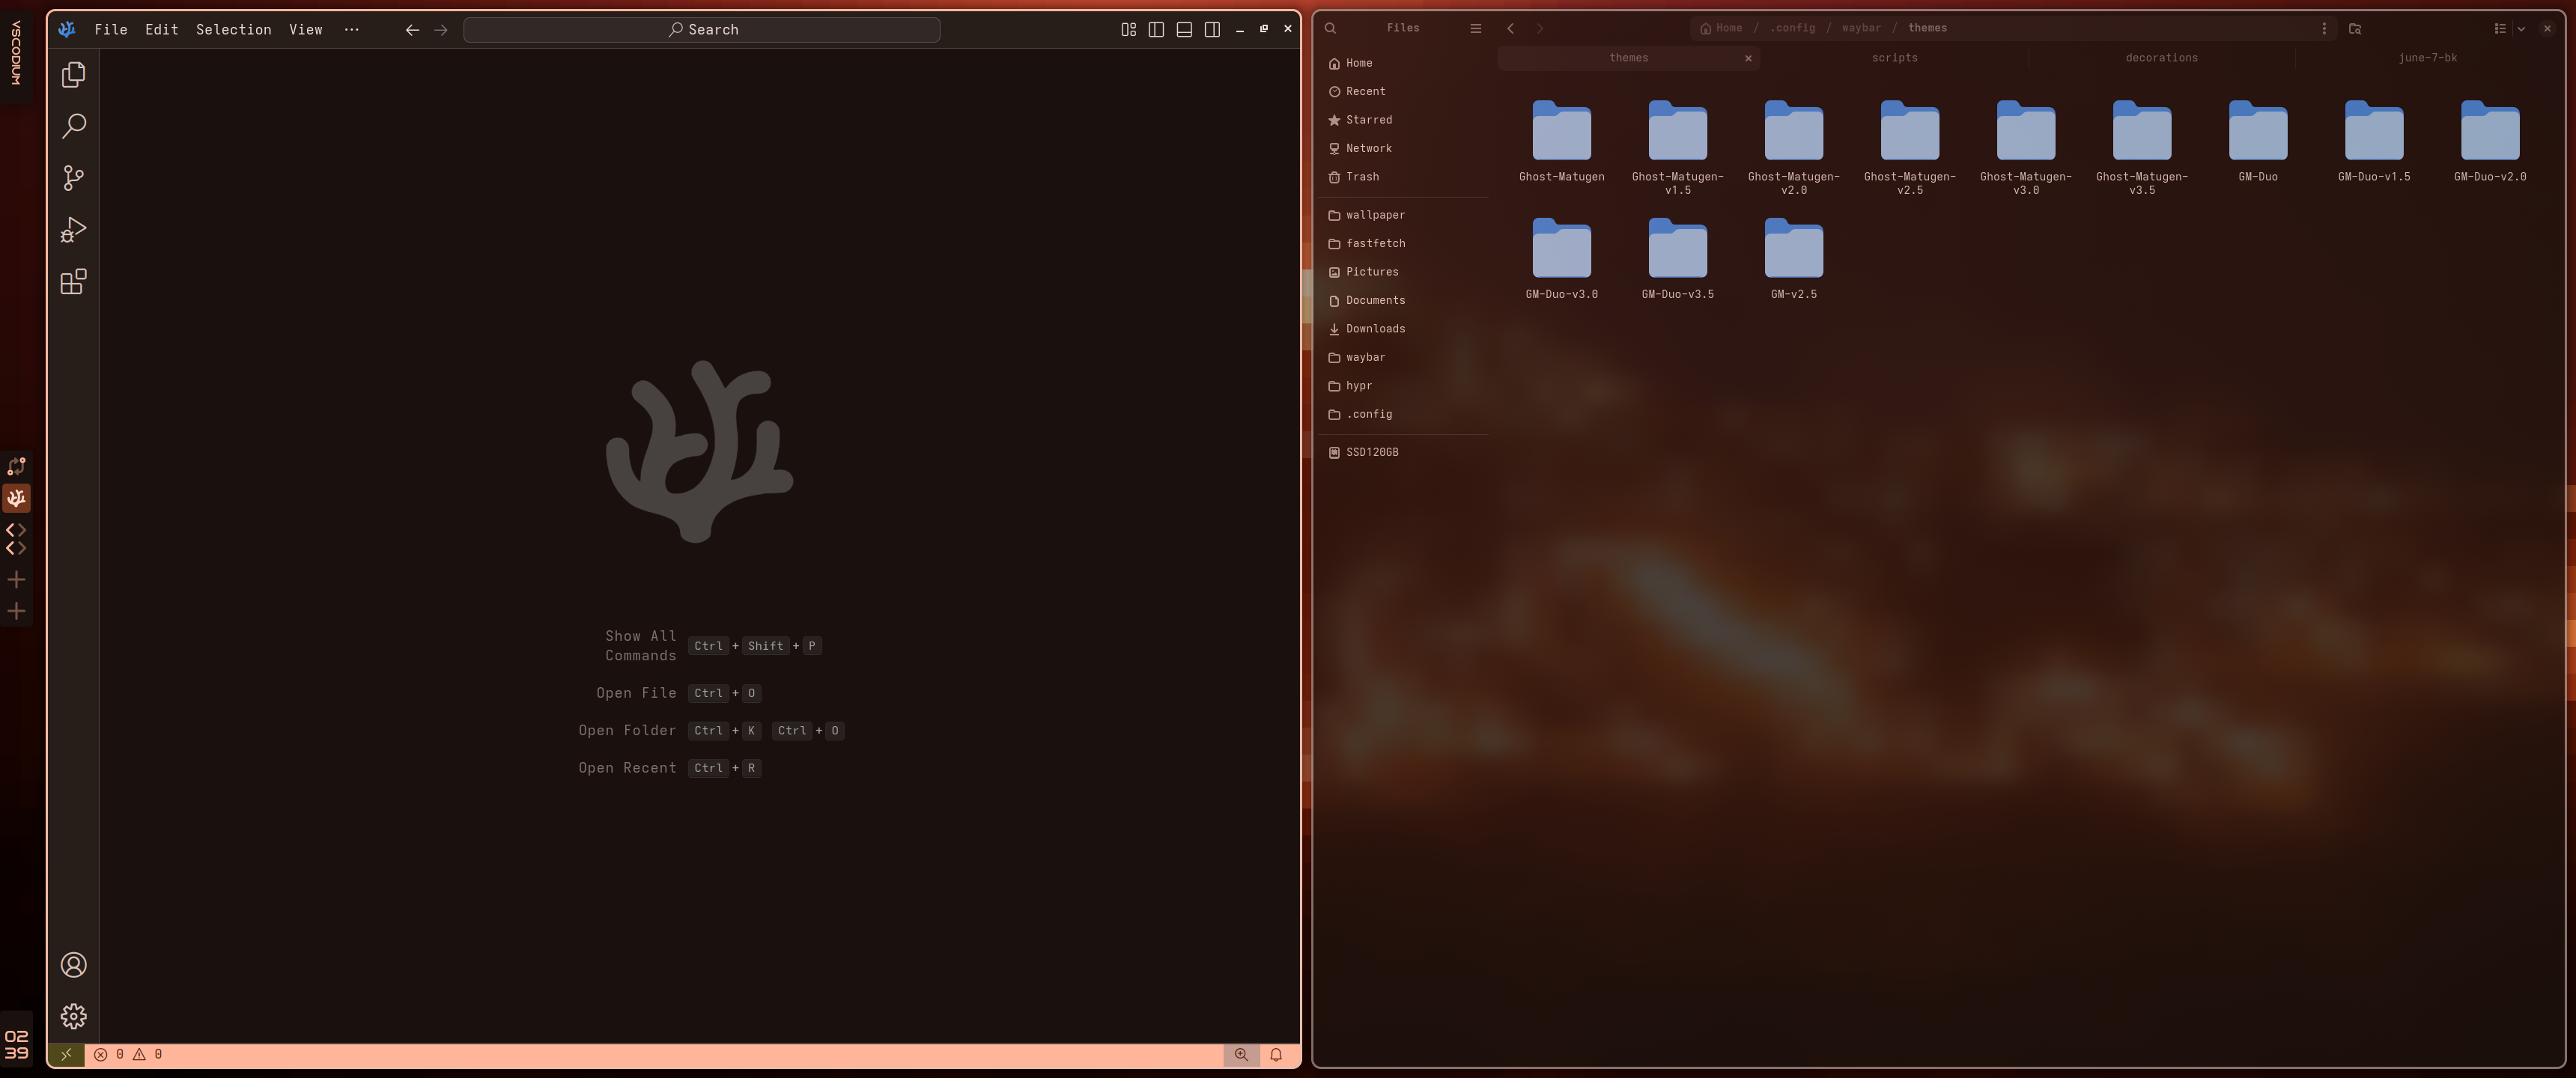 VSCODIUM
File Edit Selection View ...
Search
Show All
Commands
Ctrl + Shift + P
Open File Ctrl + O
Open Folder Ctrl + K Ctrl + O
Open Recent Ctrl + R
0 0
02
39
Files
Home / .config / waybar / themes
themes
scripts
decorations
june-7-bk
Home
Recent
Starred
Network
Trash
wallpaper
fastfetch
Pictures
Documents
Downloads
waybar
hypr
.config
SSD120GB
Ghost-Matugen
Ghost-Matugen-
v1.5
Ghost-Matugen-
v2.0
Ghost-Matugen-
v2.5
Ghost-Matugen-
v3.0
Ghost-Matugen-
v3.5
GM-Duo
GM-Duo-v1.5
GM-Duo-v2.0
GM-Duo-v3.0
GM-Duo-v3.5
GM-v2.5